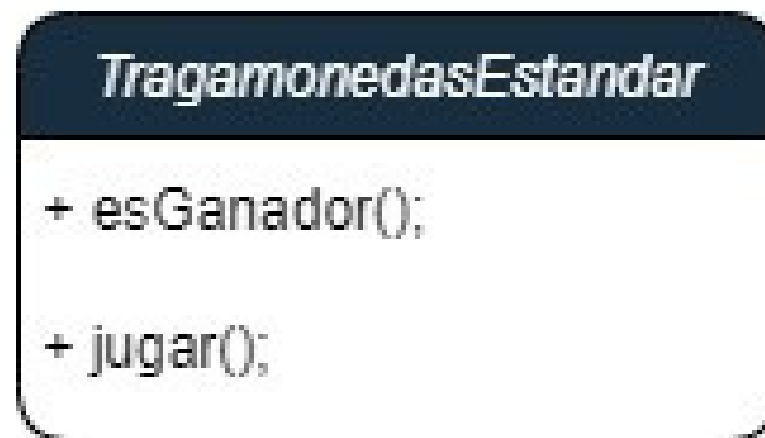 TragamonedasEstandar
+ esGanador();
+ jugar();